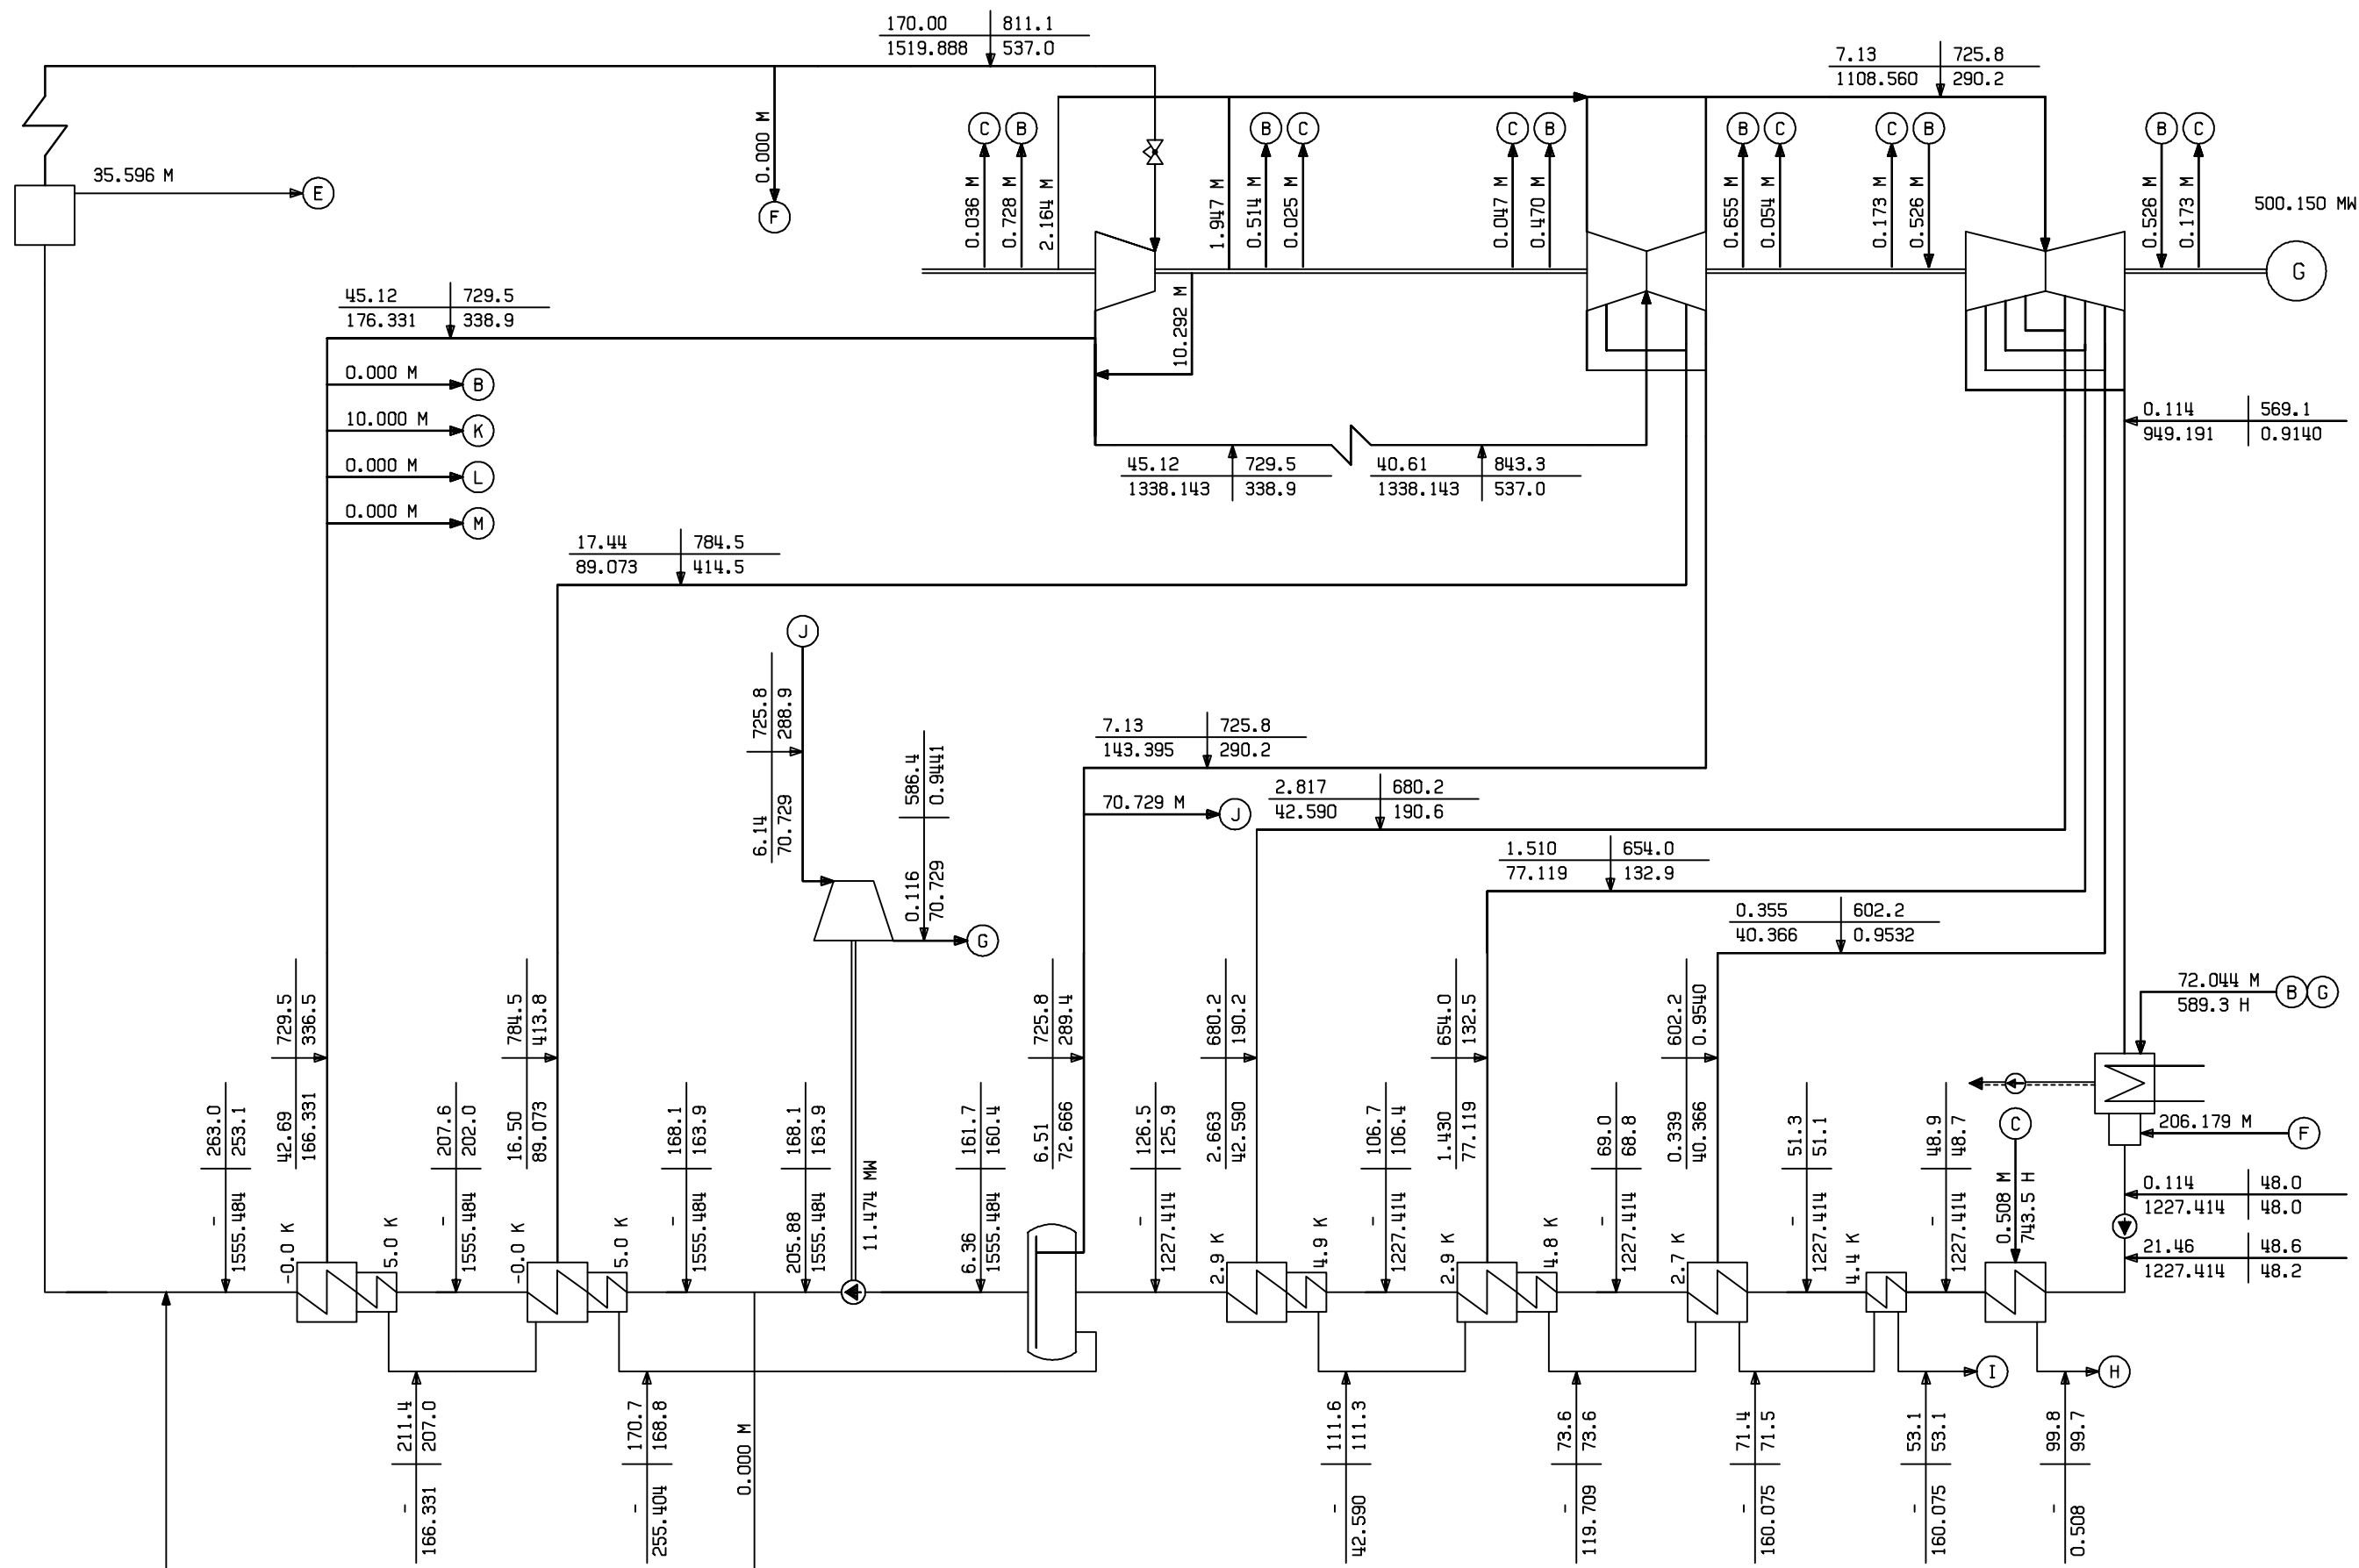 170.00 811.1
1519.888 537.0
7.13 725.8
1108.560 290.2
35.596 M
E
0.000 M
F
C
B
0.036 M
0.728 M
2.164 M
1.947 M
B
C
0.514 M
0.025 M
C
B
0.047 M
0.470 M
B
C
0.655 M
0.054 M
C
B
0.173 M
0.526 M
B
C
0.526 M
0.173 M
500.150 MW
G
45.12 729.5
176.331 338.9
10.292 M
0.000 M
B
10.000 M
K
0.000 M
L
0.000 M
M
0.114 569.1
949.191 0.9140
45.12 729.5
1338.143 338.9
40.61 843.3
1338.143 537.0
17.44 784.5
89.073 414.5
J
6.14 725.8
70.729 288.9
0.116 586.4
70.729 0.9441
G
7.13 725.8
143.395 290.2
70.729 M
J
2.817 680.2
42.590 190.6
1.510 654.0
77.119 132.9
0.355 602.2
40.366 0.9532
72.044 M
589.3 H
B
G
42.69 729.5
166.331 336.5
16.50 784.5
89.073 413.8
6.51 725.8
72.666 289.4
2.663 680.2
42.590 190.2
1.430 654.0
77.119 132.5
0.339 602.2
40.366 0.9540
206.179 M
F
C
0.508 M
743.5 H
- 263.0
1555.484 253.1
- 207.6
1555.484 202.0
- 168.1
1555.484 163.9
205.88 168.1
1555.484 163.9
11.474 MW
6.36 161.7
1555.484 160.4
- 126.5
1227.414 125.9
- 106.7
1227.414 106.4
- 69.0
1227.414 68.8
- 51.3
1227.414 51.1
- 48.9
1227.414 48.7
0.114 48.0
1227.414 48.0
21.46 48.6
1227.414 48.2
-0.0 K
5.0 K
-0.0 K
5.0 K
2.9 K
4.9 K
2.9 K
4.8 K
2.7 K
4.4 K
I
H
- 211.4
166.331 207.0
- 170.7
255.404 168.8
0.000 M
- 111.6
42.590 111.3
- 73.6
119.709 73.6
- 71.4
160.075 71.5
- 53.1
160.075 53.1
- 99.8
0.508 99.7